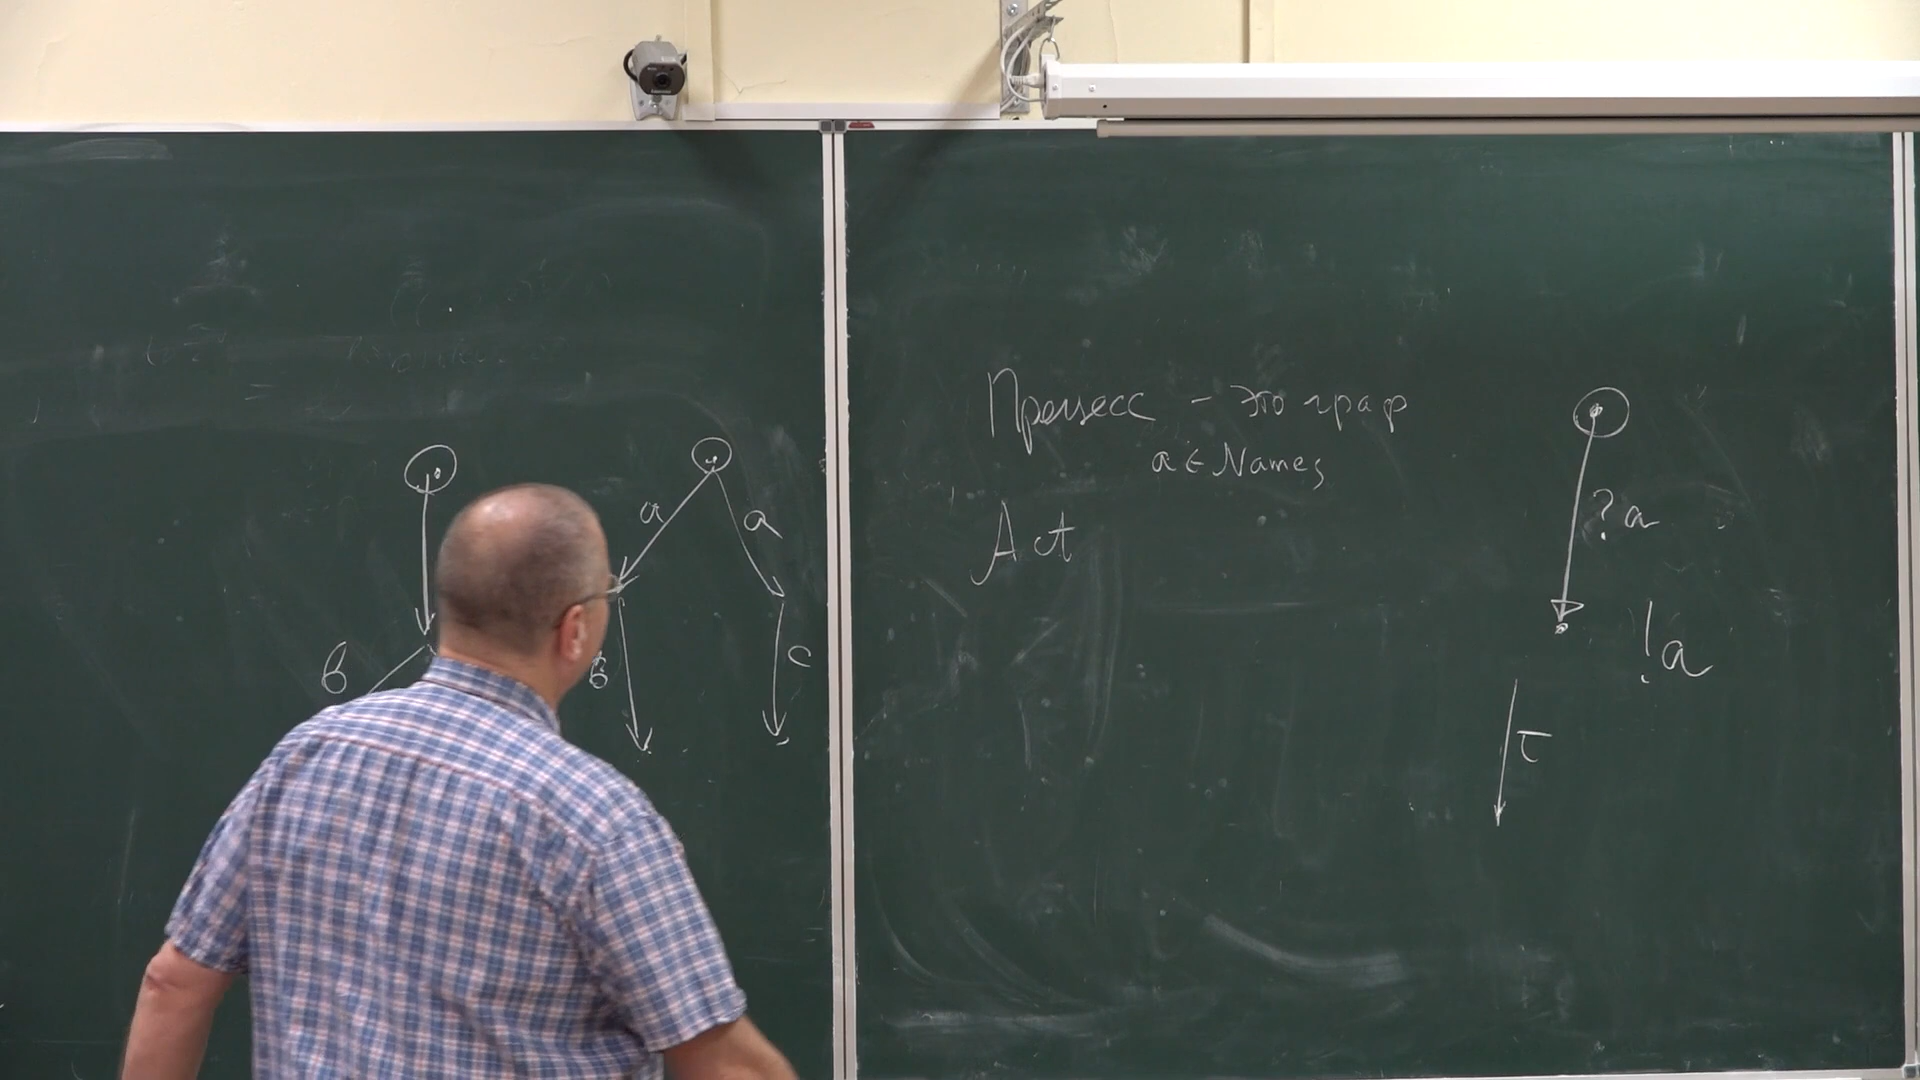 a a
в в c
Процесс - это граф
a ∈ Names
Act
?a
!a
τ